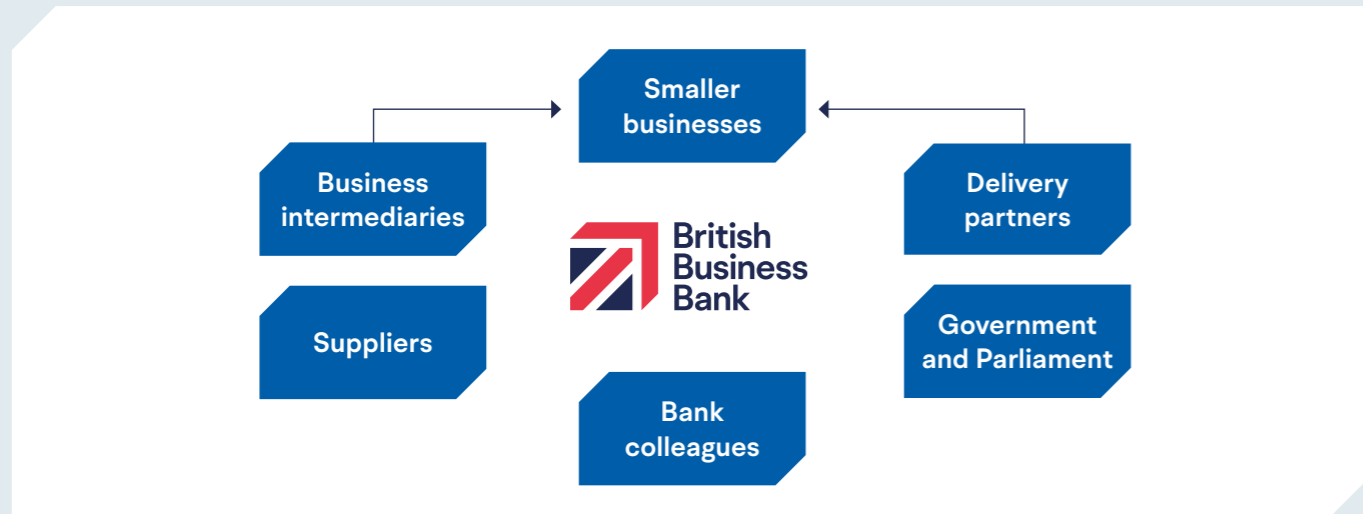 Smaller
businesses
Business
intermediaries
Delivery
partners
British
Business
Bank
Suppliers
Government
and Parliament
Bank
colleagues